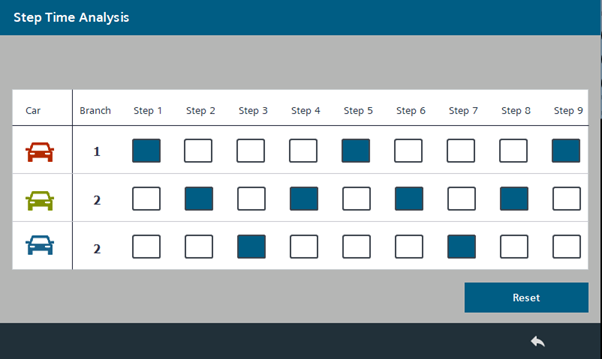 Step Time Analysis
Car Branch Step 1 Step 2 Step 3 Step 4 Step 5 Step 6 Step 7 Step 8 Step 9
1
2
2
Reset